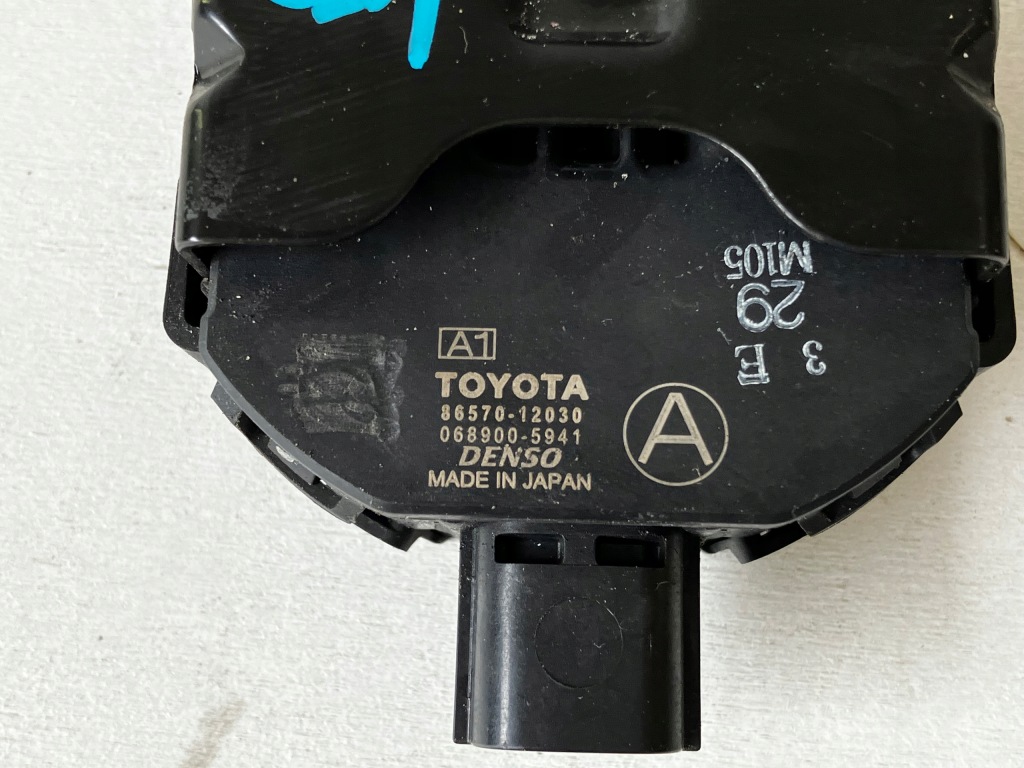 A1
TOYOTA
86570-12030
068900-5941
DENSO
MADE IN JAPAN
A
3 E
29
M105